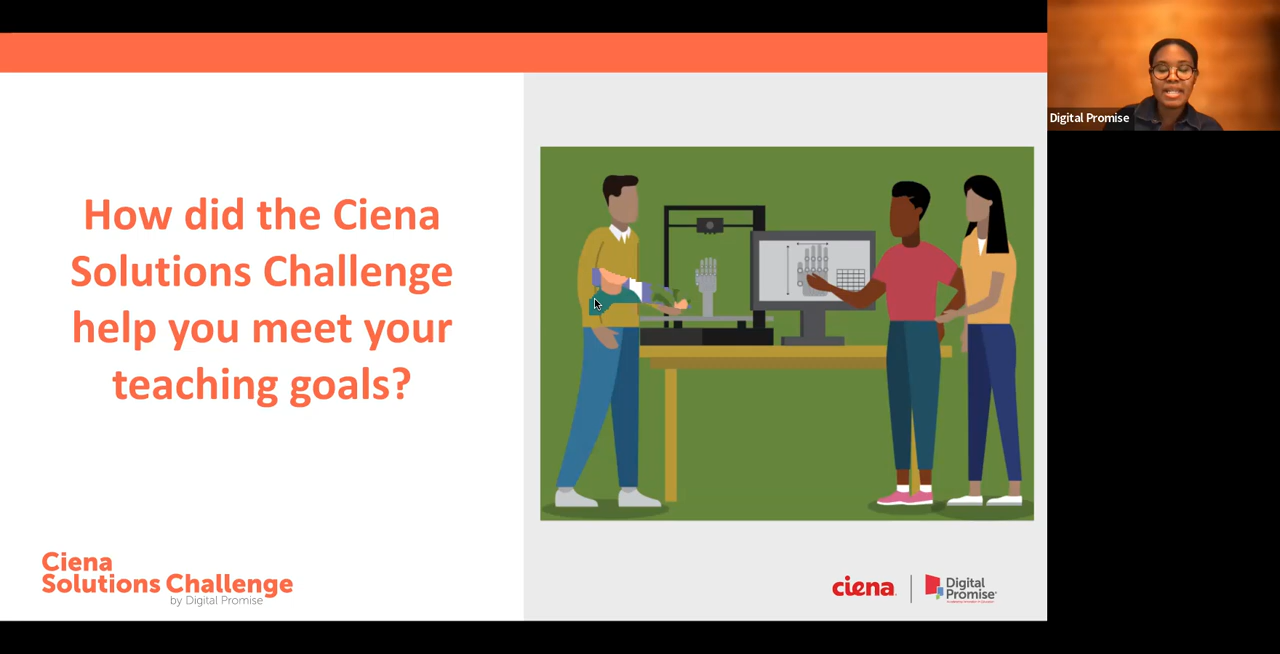 How did the Ciena
Solutions Challenge
help you meet your
teaching goals?
Digital Promise
Ciena
Solutions Challenge
by Digital Promise
ciena
Digital
Promise